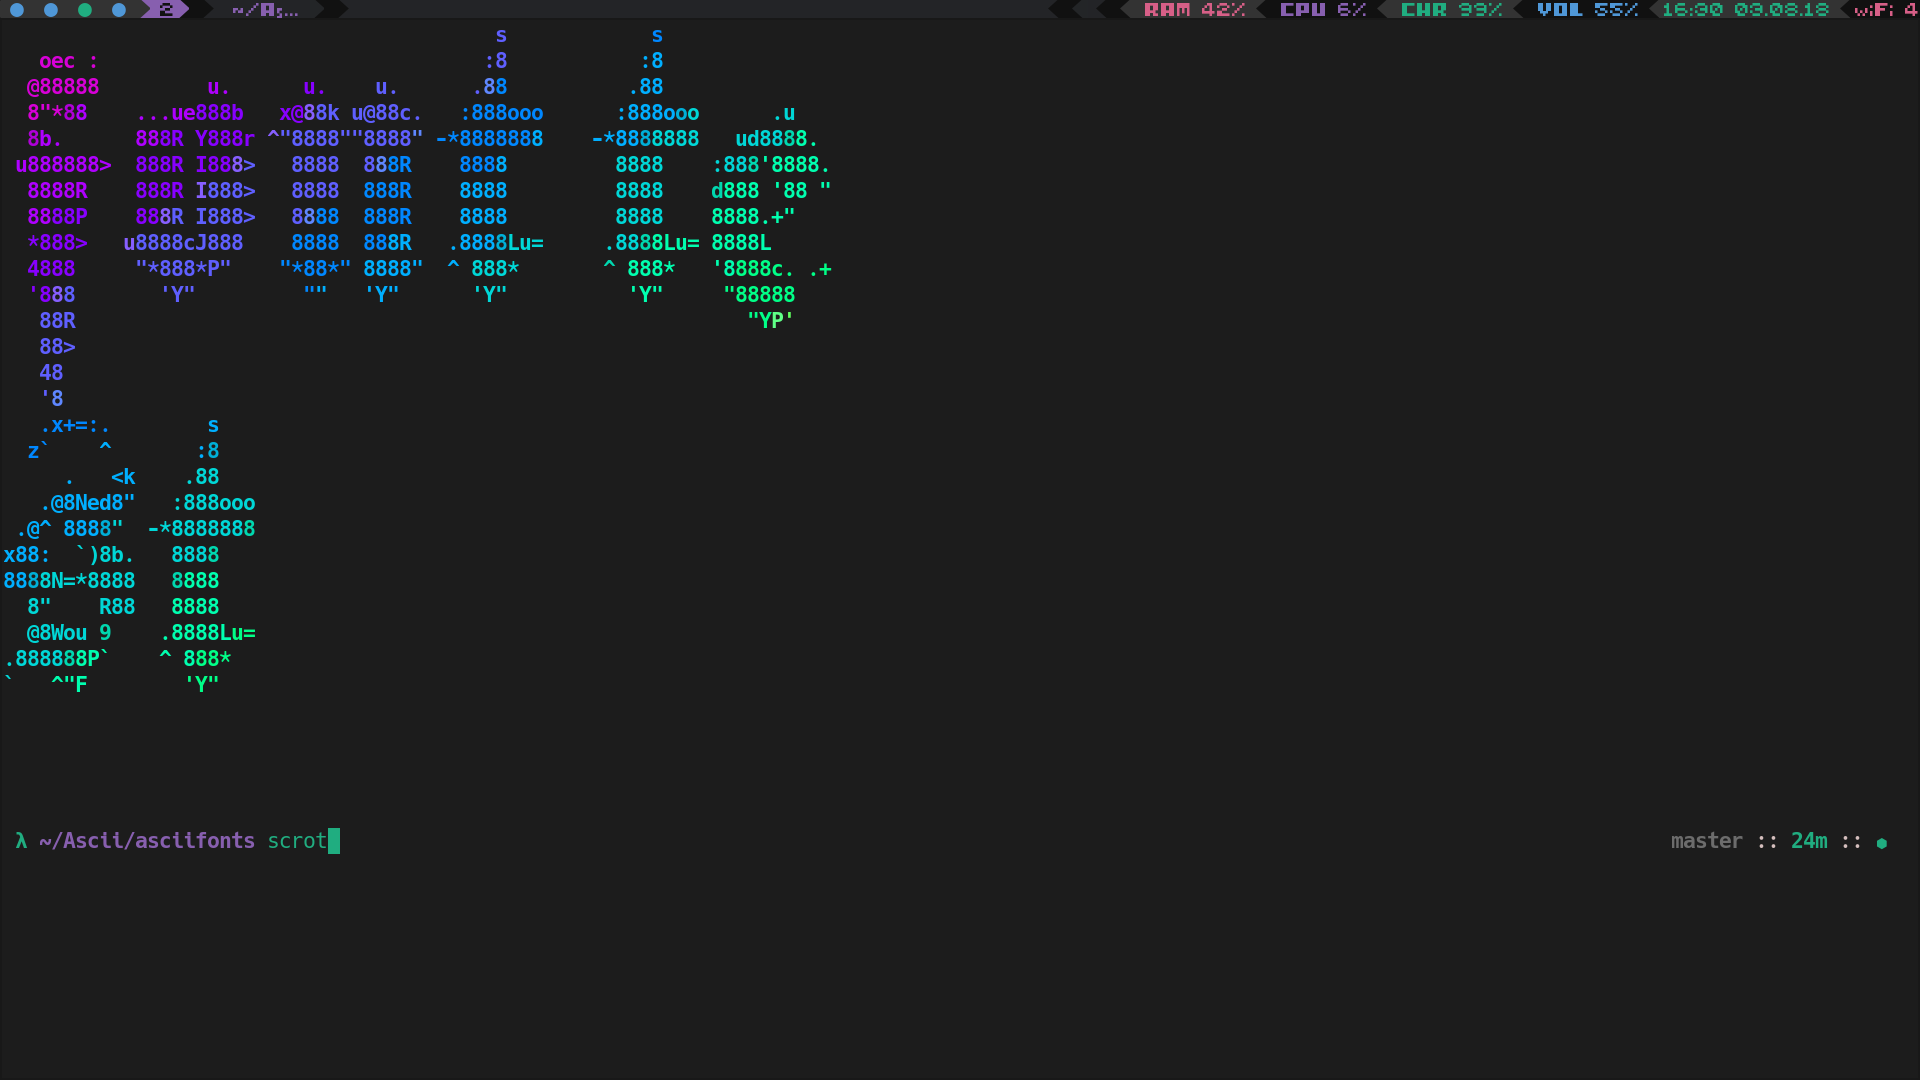 2 ~/As... RAM 42% CPU 6% CHR 99% VOL 55% 16:30 09.08.18 wiFi 4
                                         s            s
   oec :                                :8           :8
  @88888         u.      u.    u.      .88          .88
  8"*88    ...ue888b   x@88k u@88c.   :888ooo      :888ooo      .u
  8b.      888R Y888r ^"8888""8888" -*8888888    -*8888888   ud8888.
 u888888>  888R I888>   8888  888R    8888         8888    :888'8888.
  8888R    888R I888>   8888  888R    8888         8888    d888 '88 "
  8888P    888R I888>   8888  888R    8888         8888    8888.+"
  *888>   u8888cJ888    8888  888R   .8888Lu=     .8888Lu= 8888L
  4888     "*888*P"    "*88*" 8888"  ^ 888*       ^ 888*   '8888c. .+
  '888       'Y"         ""   'Y"      'Y"          'Y"     "88888
   88R                                                        "YP'
   88>
   48
   '8
   .x+=:.        s
  z`    ^       :8
     .   <k    .88
   .@8Ned8"   :888ooo
 .@^ 8888"  -*8888888
x88:  `)8b.   8888
8888N=*8888   8888
  8"    R88   8888
  @8Wou 9    .8888Lu=
.888888P`    ^ 888*
`   ^"F        'Y"
λ ~/Ascii/asciifonts scrot master :: 24m ::